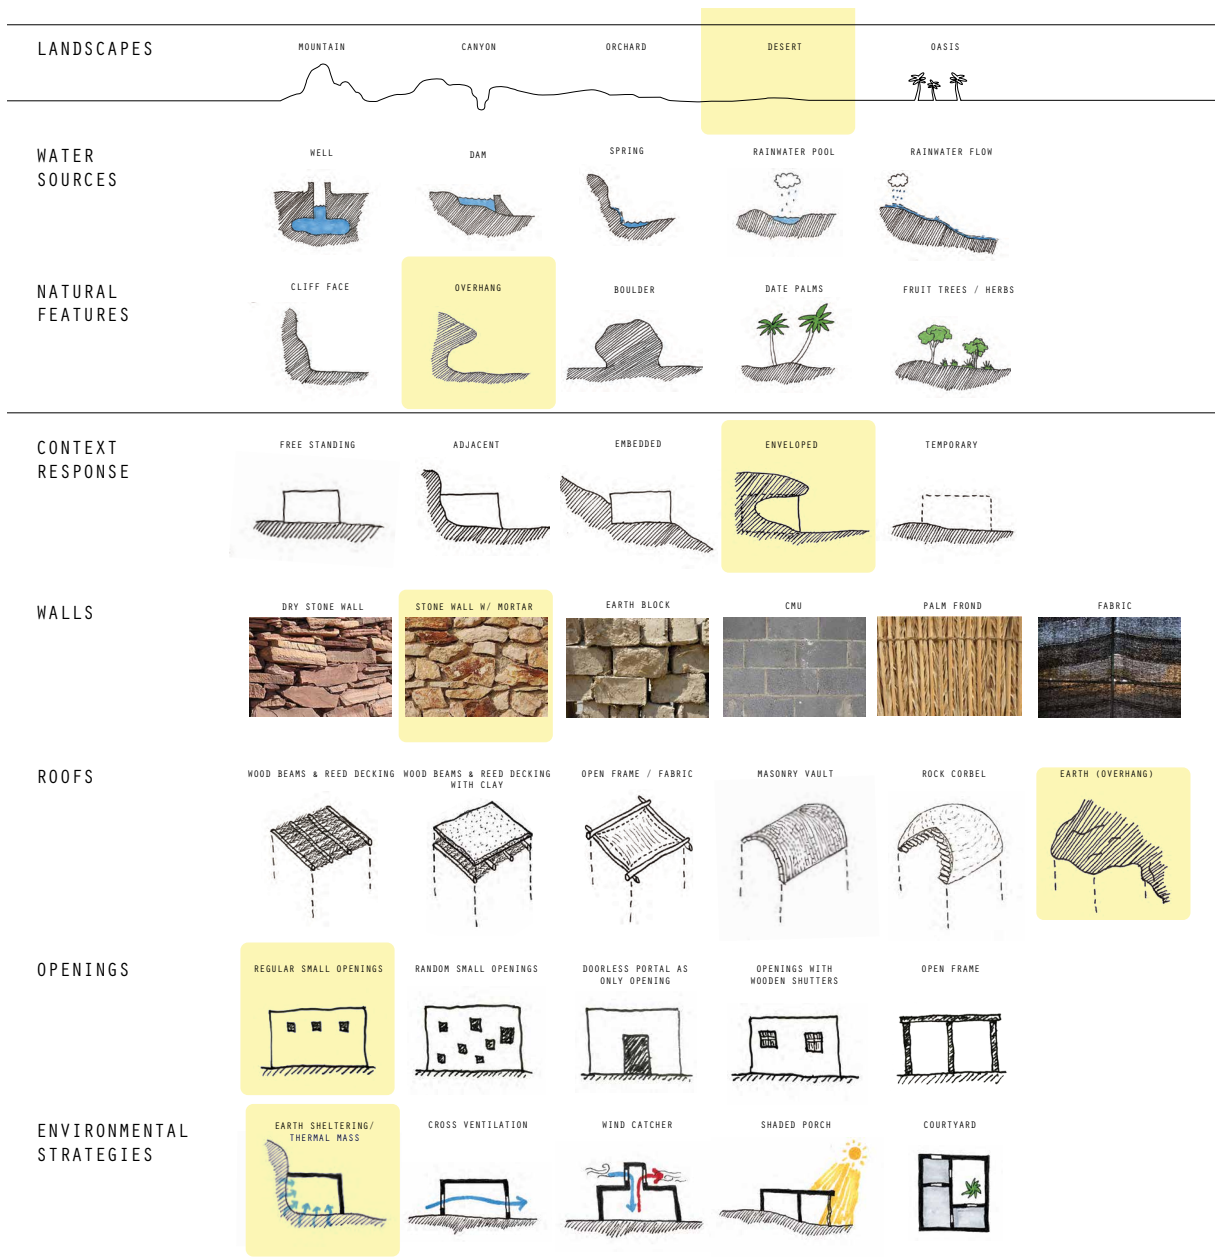 LANDSCAPES
MOUNTAIN
CANYON
ORCHARD
DESERT
OASIS
WATER
SOURCES
WELL
DAM
SPRING
RAINWATER POOL
RAINWATER FLOW
NATURAL
FEATURES
CLIFF FACE
OVERHANG
BOULDER
DATE PALMS
FRUIT TREES / HERBS
CONTEXT
RESPONSE
FREE STANDING
ADJACENT
EMBEDDED
ENVELOPED
TEMPORARY
WALLS
DRY STONE WALL
STONE WALL W/ MORTAR
EARTH BLOCK
CMU
PALM FROND
FABRIC
ROOFS
WOOD BEAMS & REED DECKING
WOOD BEAMS & REED DECKING
WITH CLAY
OPEN FRAME / FABRIC
MASONRY VAULT
ROCK CORBEL
EARTH (OVERHANG)
OPENINGS
REGULAR SMALL OPENINGS
RANDOM SMALL OPENINGS
DOORLESS PORTAL AS
ONLY OPENING
OPENINGS WITH
WOODEN SHUTTERS
OPEN FRAME
ENVIRONMENTAL
STRATEGIES
EARTH SHELTERING/
THERMAL MASS
CROSS VENTILATION
WIND CATCHER
SHADED PORCH
COURTYARD